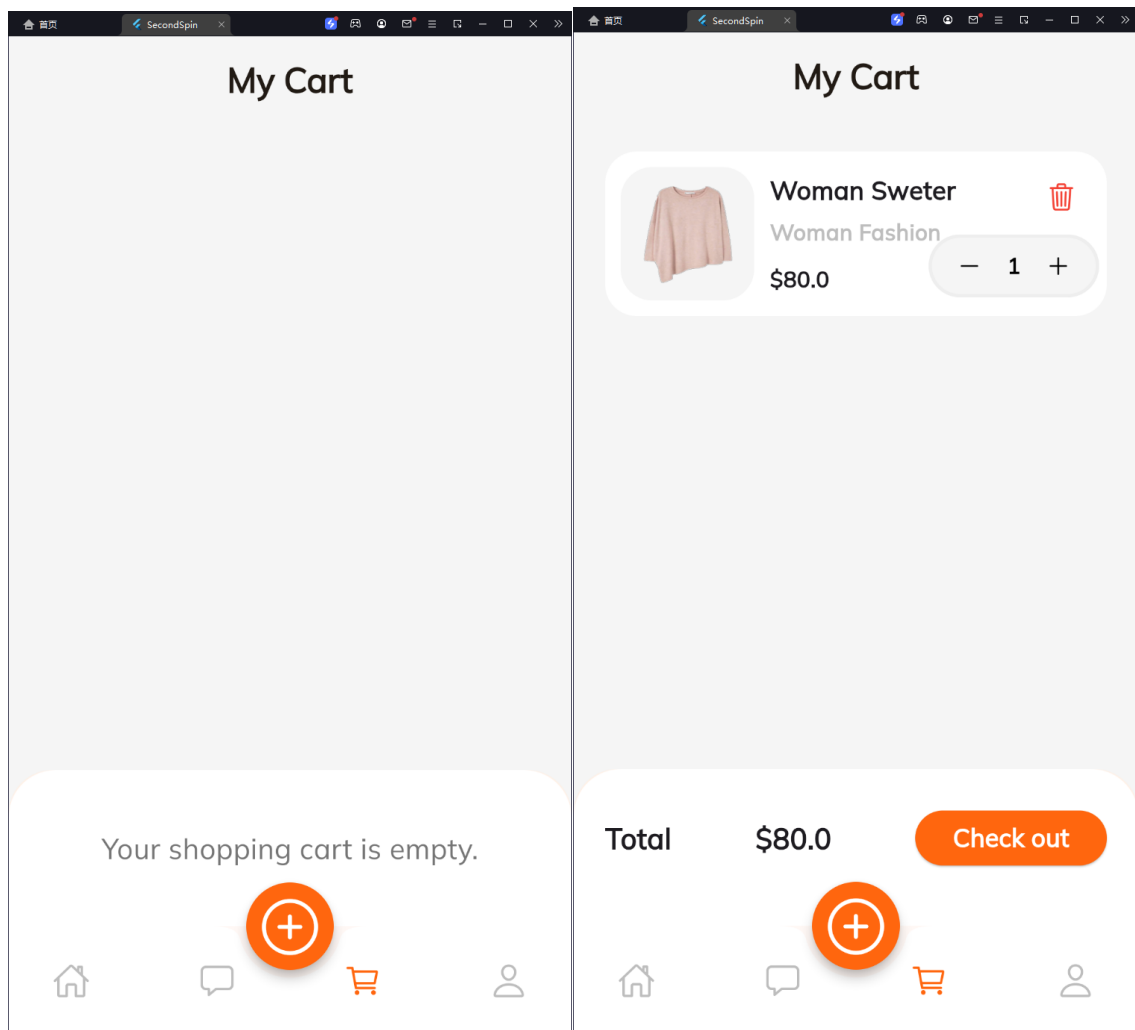 首页
SecondSpin
My Cart
Your shopping cart is empty.
首页
SecondSpin
My Cart
Woman Sweter
Woman Fashion
$80.0
1
Total
$80.0
Check out